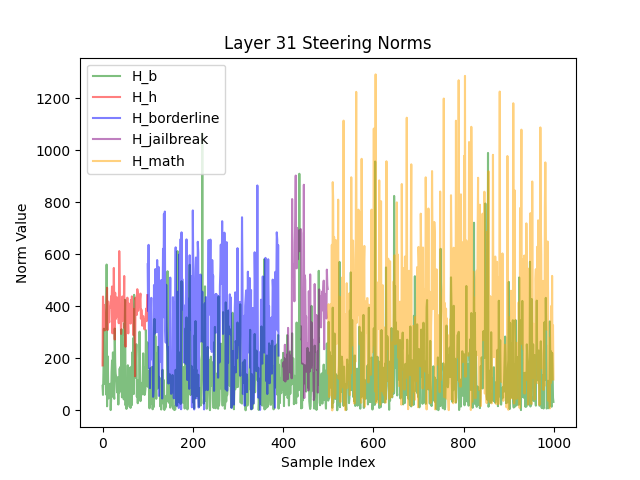 Layer 31 Steering Norms
H_b
H_h
H_borderline
H_jailbreak
H_math
Norm Value
1200
1000
800
600
400
200
0
0 200 400 600 800 1000
Sample Index